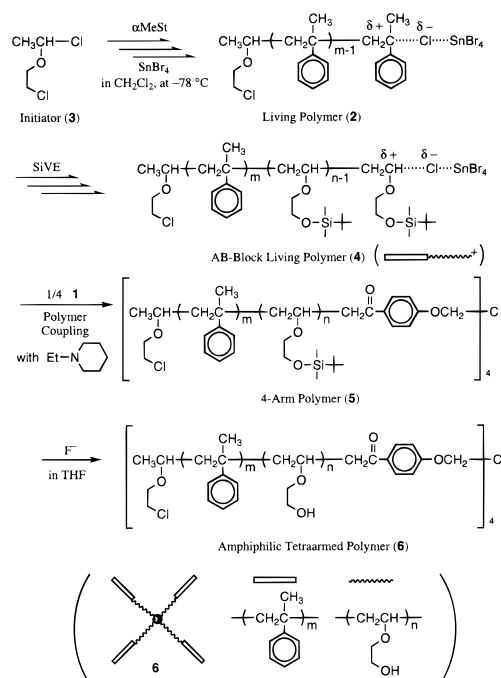 CH₃CH—Cl
O
Cl
Initiator (3)
αMeSt
SnBr₄
in CH₂Cl₂, at –78 °C
CH₃ CH₃ δ+ δ–
CH₃CH CH₂C m-1 CH₂C Cl SnBr₄
O
Cl
Living Polymer (2)
SiVE
CH₃ δ+ δ–
CH₃CH CH₂C m CH₂CH n-1 CH₂CH Cl SnBr₄
O O O
Cl O–Si O–Si
AB-Block Living Polymer (4) ( + )
1/4 1
Polymer
Coupling
with Et–N
CH₃ O
CH₃CH CH₂C m CH₂CH n CH₂C OCH₂ C
O O
Cl O–Si
4
4-Arm Polymer (5)
F⁻
in THF
CH₃ O
CH₃CH CH₂C m CH₂CH n CH₂C OCH₂ C
O O
Cl OH
4
Amphiphilic Tetraarmed Polymer (6)
CH₃
CH₂C m CH₂CH n
O
OH
6